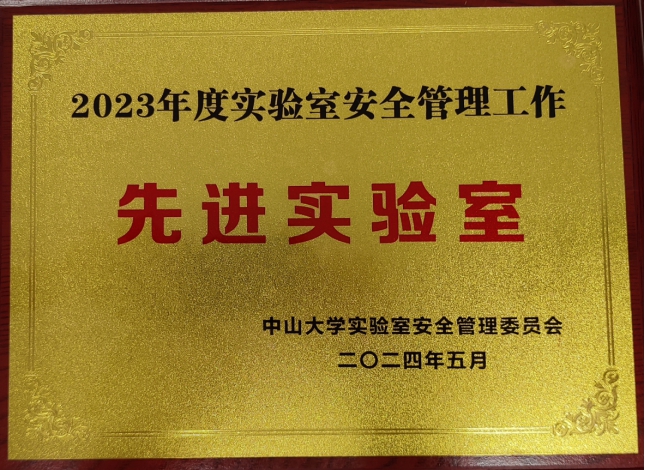 2023年度实验室安全管理工作
先进实验室
中山大学实验室安全管理委员会
二〇二四年五月